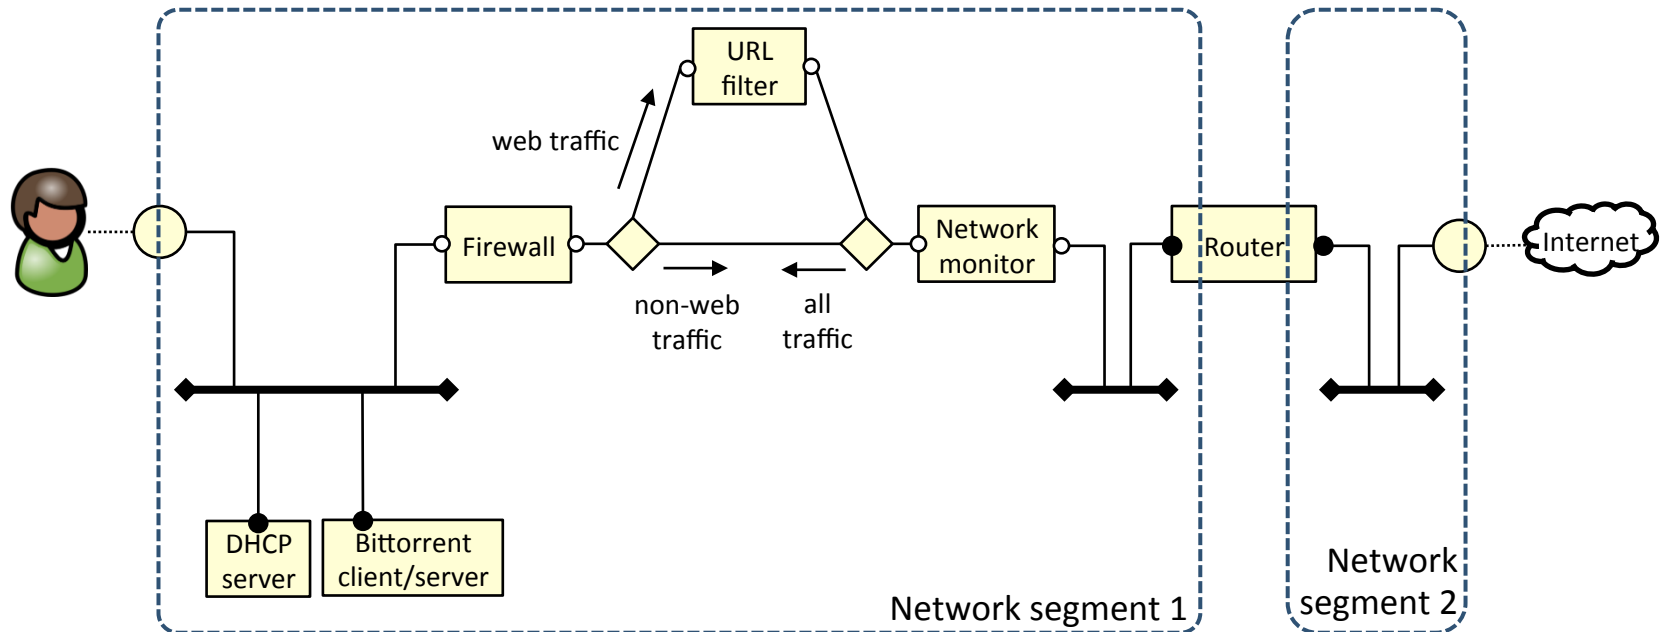 URL
filter
web traffic
Firewall
Network
monitor
Router
Internet
non-web
traffic
all
traffic
DHCP
server
Bittorrent
client/server
Network segment 1
Network
segment 2